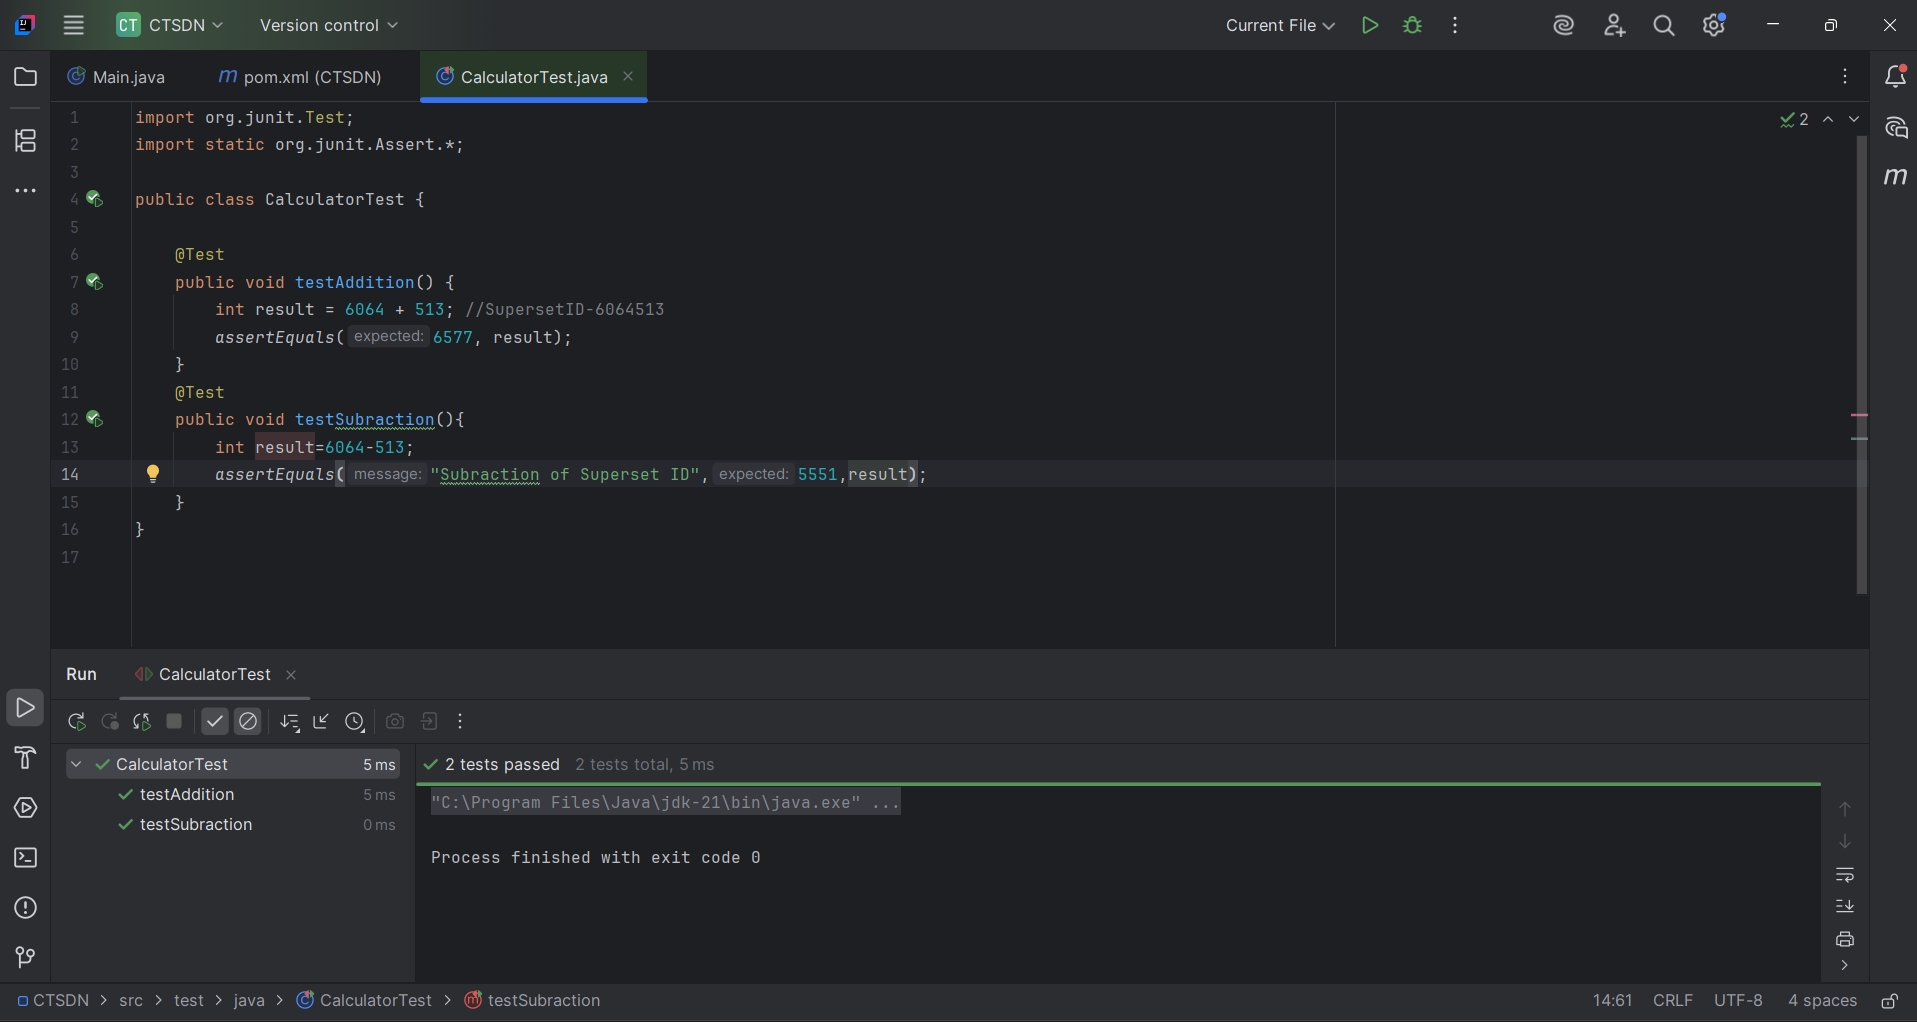 CT CTSDN Version control Current File
Main.java m pom.xml (CTSDN) CalculatorTest.java
1 import org.junit.Test;
2 import static org.junit.Assert.*;
3
4 public class CalculatorTest {
5
6 @Test
7 public void testAddition() {
8 int result = 6064 + 513; //SupersetID-6064513
9 assertEquals( expected: 6577, result);
10 }
11 @Test
12 public void testSubraction(){
13 int result=6064-513;
14 assertEquals( message: "Subraction of Superset ID", expected: 5551,result);
15 }
16 }
17
2
m
Run CalculatorTest
CalculatorTest 5 ms
testAddition 5 ms
testSubraction 0 ms
2 tests passed 2 tests total, 5 ms
"C:\Program Files\Java\jdk-21\bin\java.exe" ...
Process finished with exit code 0
CTSDN > src > test > java > CalculatorTest > testSubraction
14:61 CRLF UTF-8 4 spaces